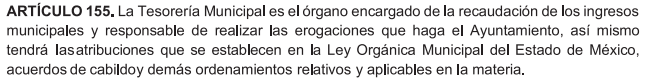 ARTÍCULO 155. La Tesorería Municipal es el órgano encargado de la recaudación de los ingresos
municipales y responsable de realizar las erogaciones que haga el Ayuntamiento, así mismo
tendrá lasatribuciones que se establecen en la Ley Orgánica Municipal del Estado de México,
acuerdos de cabildoy demás ordenamientos relativos y aplicables en la materia.